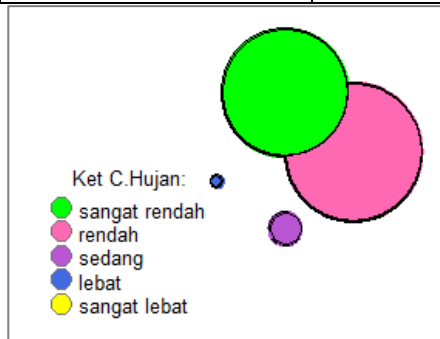 Ket C.Hujan:
sangat rendah
rendah
sedang
lebat
sangat lebat